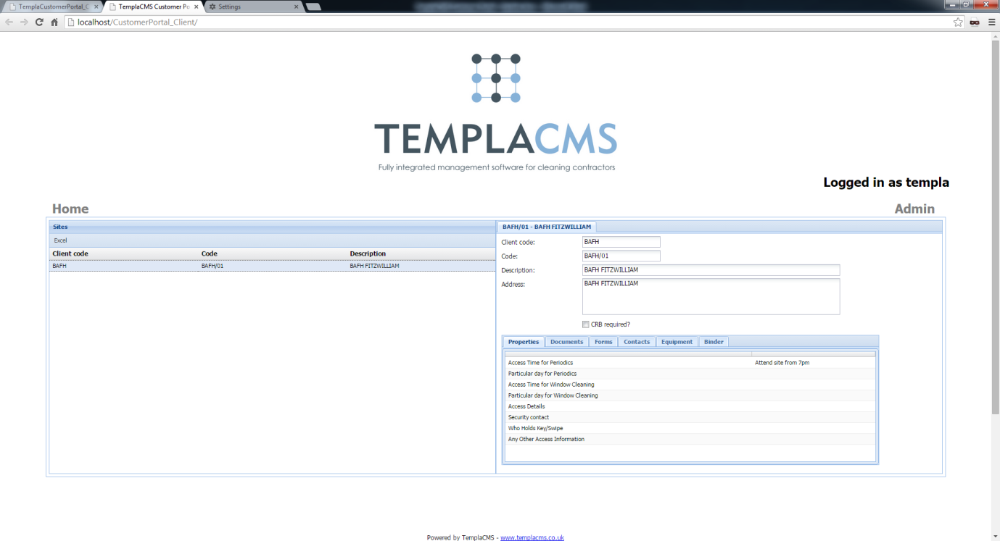 TemplaCustomerPortal_C
TemplaCMS Customer Po
Settings
localhost/CustomerPortal_Client/
TEMPLACMS
Fully integrated management software for cleaning contractors
Logged in as templa
Home
Admin
Sites
Excel
Client code Code Description
BAFH BAFH/01 BAFH FITZWILLIAM
BAFH/01 - BAFH FITZWILLIAM
Client code: BAFH
Code: BAFH/01
Description: BAFH FITZWILLIAM
Address: BAFH FITZWILLIAM
CRB required?
Properties Documents Forms Contacts Equipment Binder
Access Time for Periodics Attend site from 7pm
Particular day for Periodics
Access Time for Window Cleaning
Particular day for Window Cleaning
Access Details
Security contact
Who Holds Key/Swipe
Any Other Access Information
Powered by TemplaCMS - www.templacms.co.uk